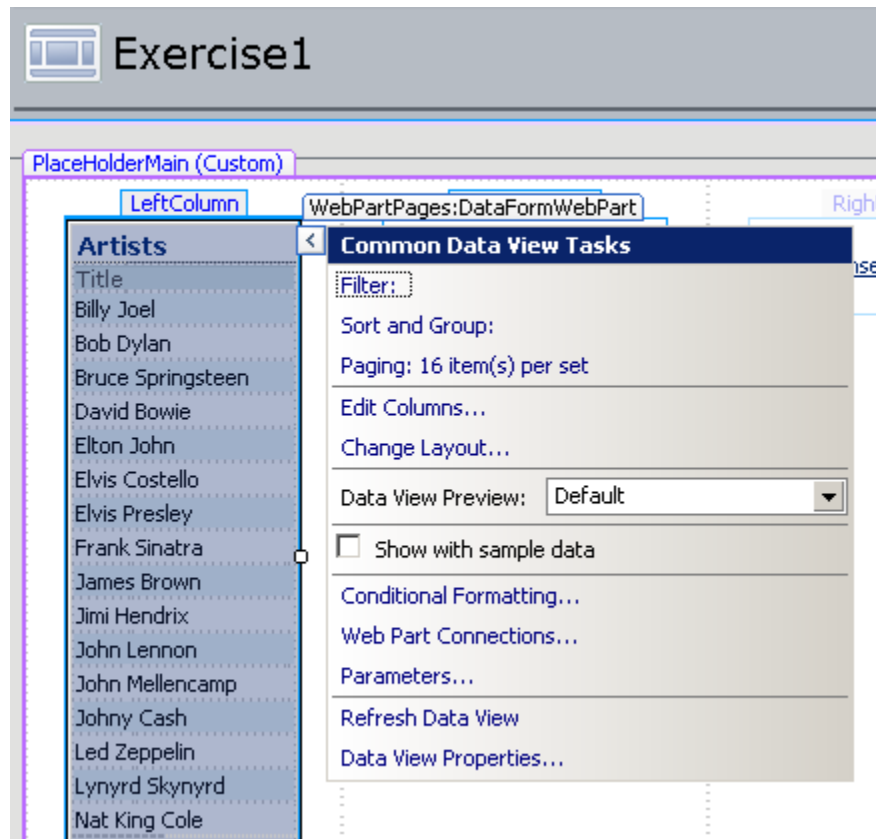 Exercise1
PlaceHolderMain (Custom)
LeftColumn
WebPartPages:DataFormWebPart
Righ
Artists
Title
Billy Joel
Bob Dylan
Bruce Springsteen
David Bowie
Elton John
Elvis Costello
Elvis Presley
Frank Sinatra
James Brown
Jimi Hendrix
John Lennon
John Mellencamp
Johny Cash
Led Zeppelin
Lynyrd Skynyrd
Nat King Cole
<
Common Data View Tasks
Filter:
Sort and Group:
Paging: 16 item(s) per set
Edit Columns...
Change Layout...
Data View Preview: Default
Show with sample data
Conditional Formatting...
Web Part Connections...
Parameters...
Refresh Data View
Data View Properties...
nse